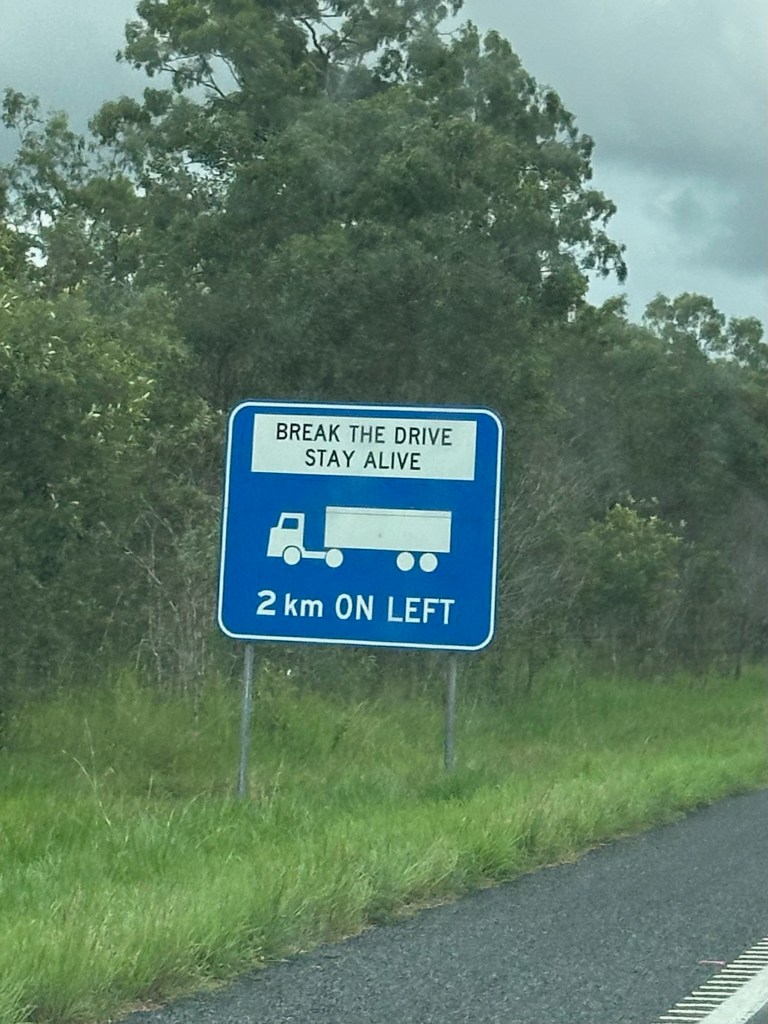 BREAK THE DRIVE
STAY ALIVE
2 km ON LEFT